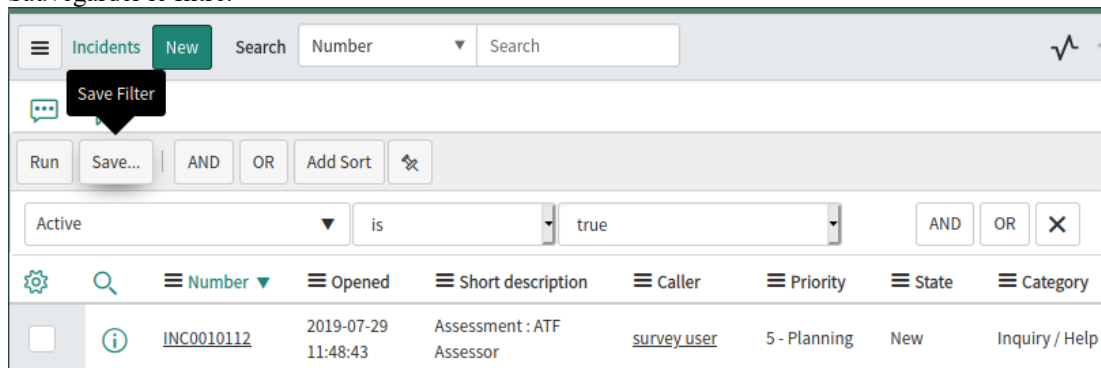 Incidents New Search Number Search
Save Filter
Run Save... AND OR Add Sort
Active is true AND OR
Number Opened Short description Caller Priority State Category
INC0010112 2019-07-29 11:48:43 Assessment : ATF Assessor survey user 5 - Planning New Inquiry / Help